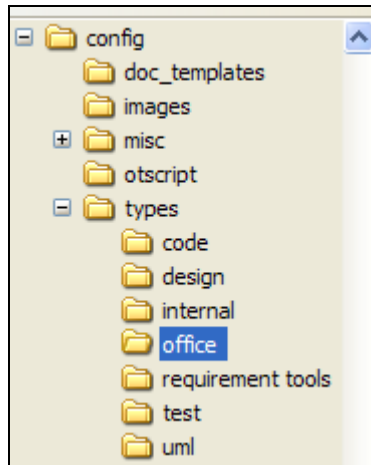 config
doc_templates
images
misc
otscript
types
code
design
internal
office
requirement tools
test
uml